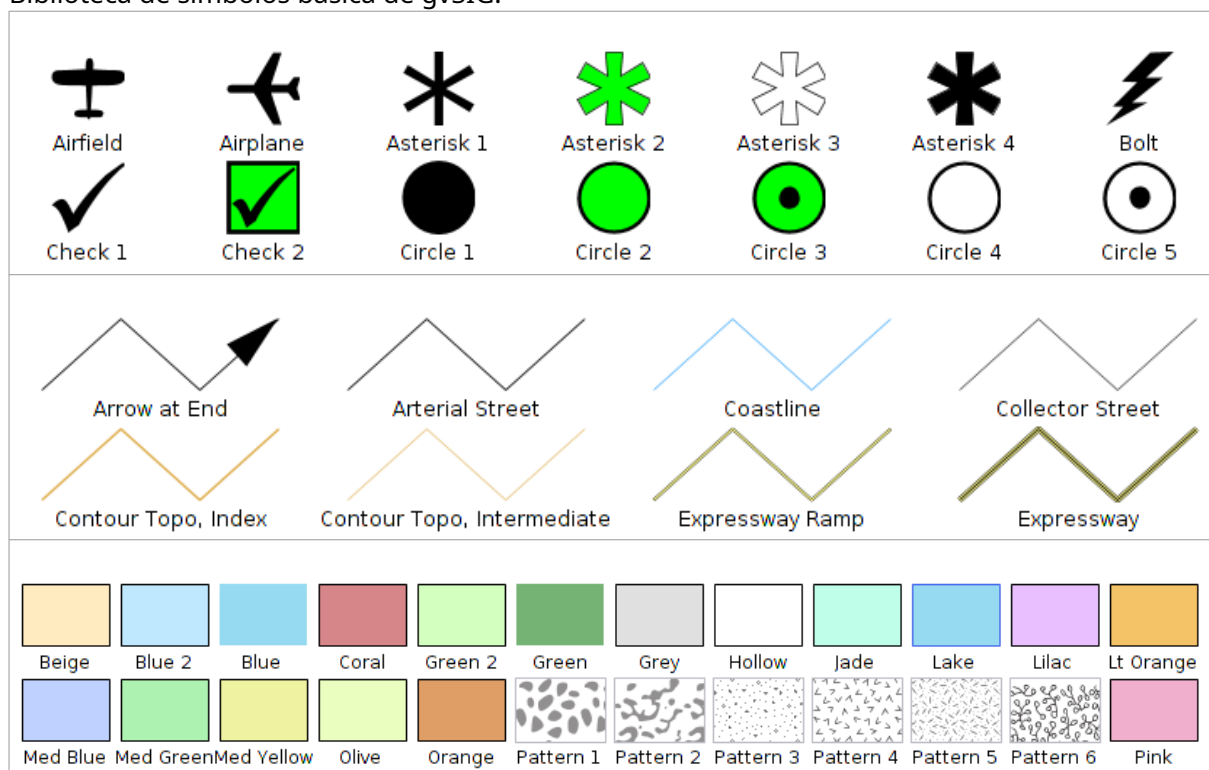 Biblioteca de símbolos básica de gvSIG.
Airfield Airplane Asterisk 1 Asterisk 2 Asterisk 3 Asterisk 4 Bolt
Check 1 Check 2 Circle 1 Circle 2 Circle 3 Circle 4 Circle 5
Arrow at End Arterial Street Coastline Collector Street
Contour Topo, Index Contour Topo, Intermediate Expressway Ramp Expressway
Beige Blue 2 Blue Coral Green 2 Green Grey Hollow Jade Lake Lilac Lt Orange
Med Blue Med Green Med Yellow Olive Orange Pattern 1 Pattern 2 Pattern 3 Pattern 4 Pattern 5 Pattern 6 Pink